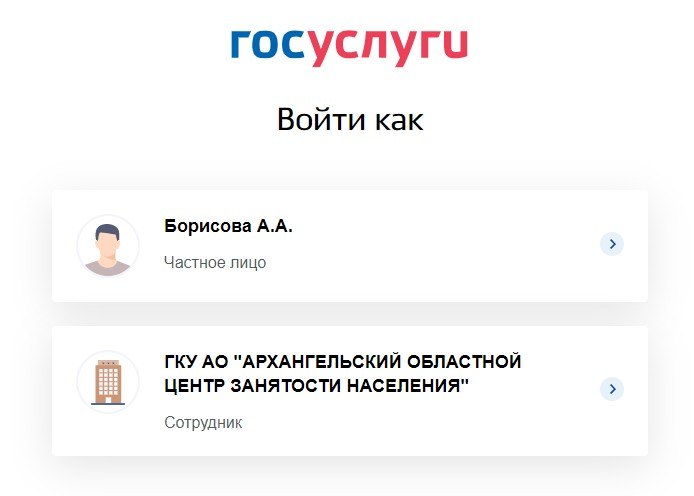 госуслуги
Войти как
Борисова А.А.
Частное лицо
ГКУ АО "АРХАНГЕЛЬСКИЙ ОБЛАСТНОЙ
ЦЕНТР ЗАНЯТОСТИ НАСЕЛЕНИЯ"
Сотрудник